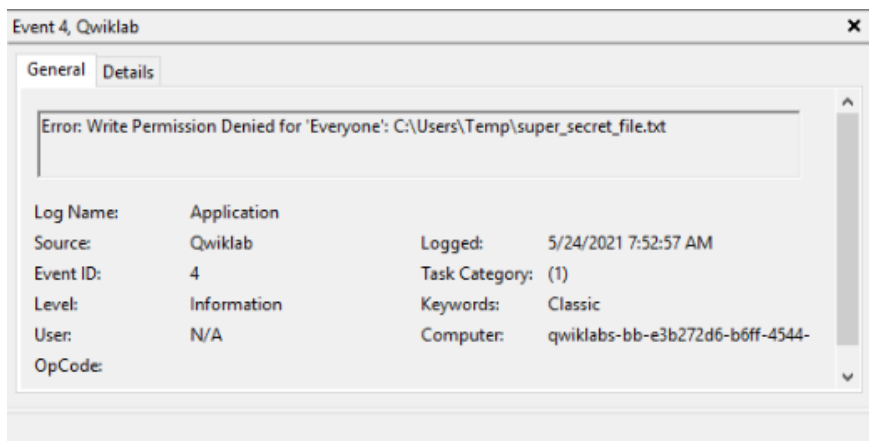 Event 4, Qwiklab
General Details
Error: Write Permission Denied for 'Everyone': C:\Users\Temp\super_secret_file.txt
Log Name: Application
Source: Qwiklab Logged: 5/24/2021 7:52:57 AM
Event ID: 4 Task Category: (1)
Level: Information Keywords: Classic
User: N/A Computer: qwiklabs-bb-e3b272d6-b6ff-4544-
OpCode: